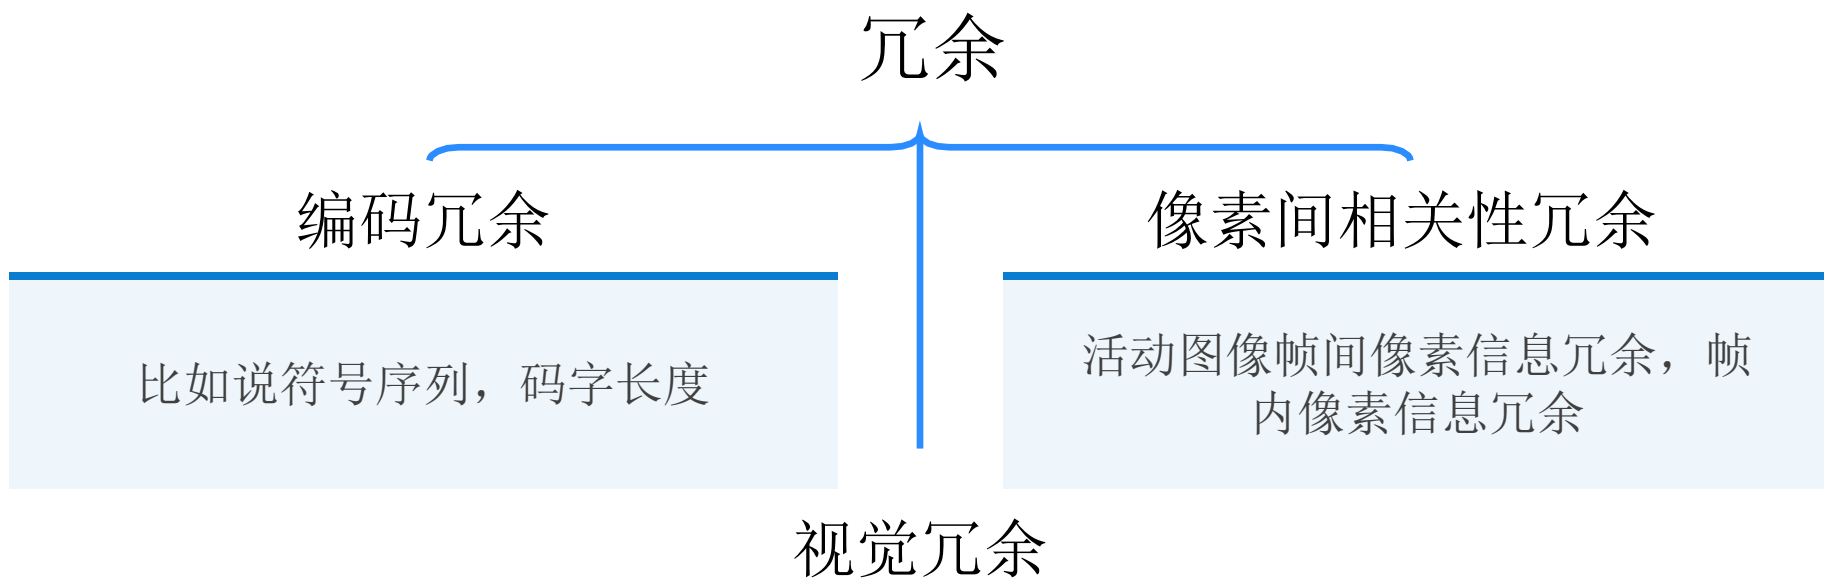 冗余
编码冗余
像素间相关性冗余
比如说符号序列，码字长度
活动图像帧间像素信息冗余，帧
内像素信息冗余
视觉冗余